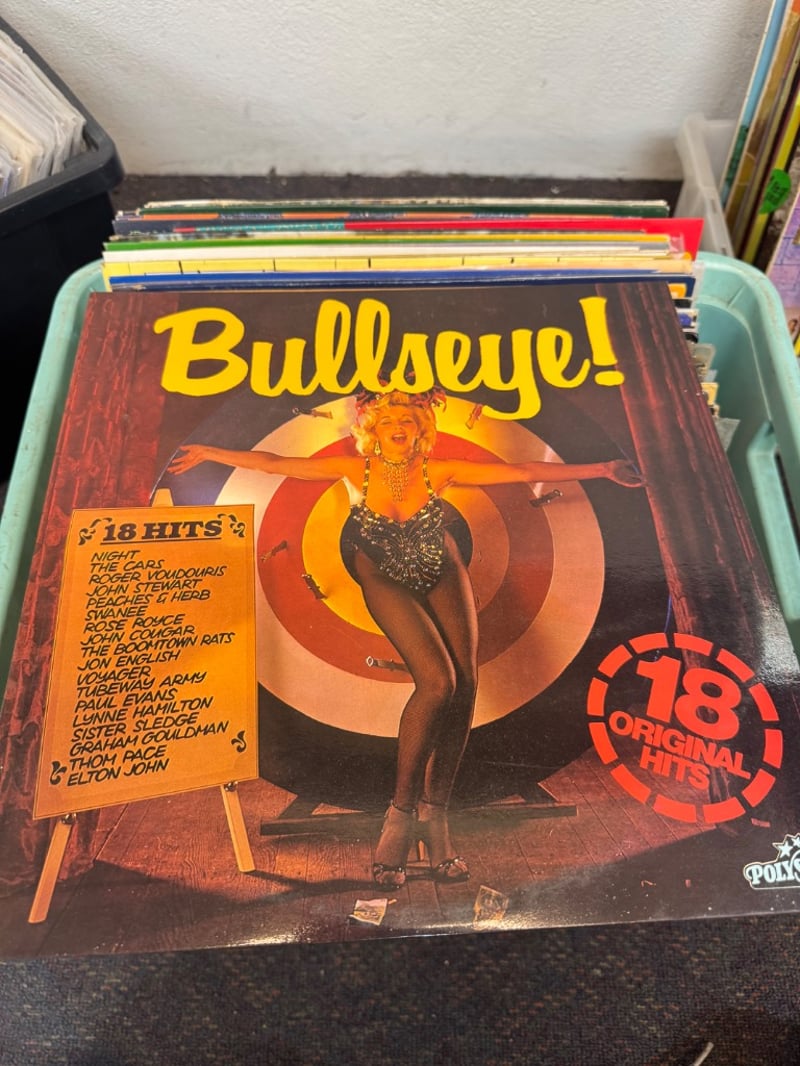 Bullseye!
18 HITS
NIGHT
THE CARS
ROGER VOUDOURIS
JOHN STEWART
PEACHES & HERB
SWANEE
ROSE ROYCE
JOHN COUGAR
THE BOOMTOWN RATS
JON ENGLISH
VOYAGER
TUBEWAY ARMY
PAUL EVANS
LYNNE HAMILTON
SISTER SLEDGE
GRAHAM GOULDMAN
THOM PACE
ELTON JOHN
18
ORIGINAL
HITS